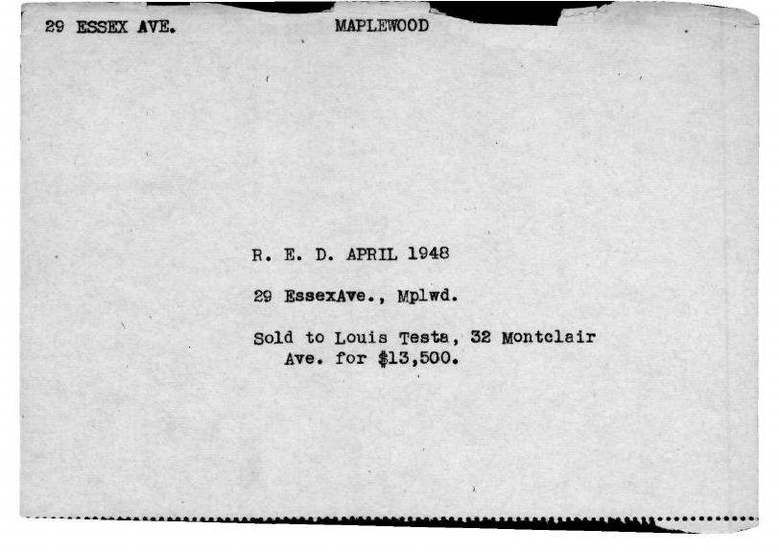 29 ESSEX AVE. MAPLEWOOD
R. E. D. APRIL 1948
29 EssexAve., Mplwd.
Sold to Louis Testa, 32 Montclair
Ave. for $13,500.